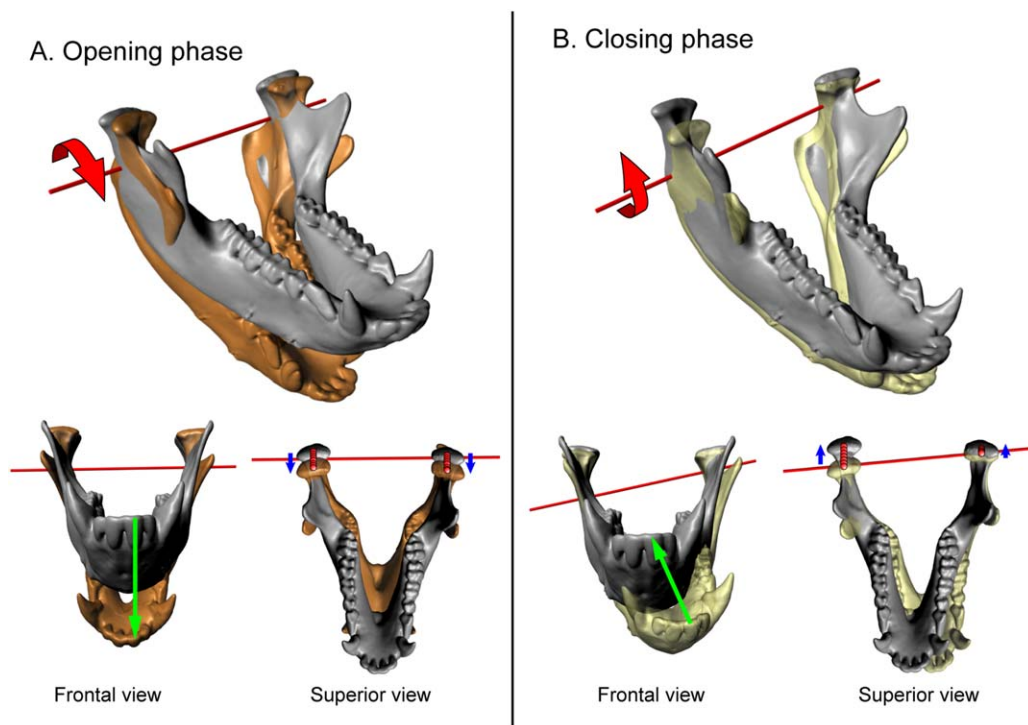 A. Opening phase
B. Closing phase
Frontal view
Superior view
Frontal view
Superior view